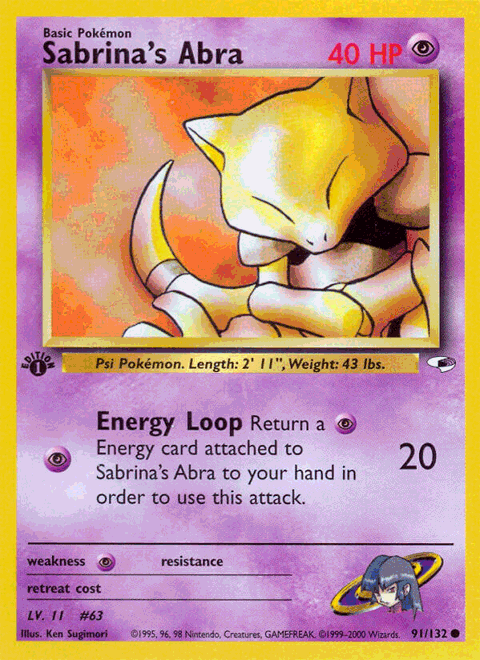 Basic Pokémon
Sabrina's Abra 40 HP
EDITION
1
Psi Pokémon. Length: 2' 11", Weight: 43 lbs.
Energy Loop Return a
Energy card attached to
Sabrina's Abra to your hand in
order to use this attack.
20
weakness resistance
retreat cost
LV. 11 #63
Illus. Ken Sugimori ©1995, 96, 98 Nintendo, Creatures, GAMEFREAK. ©1999-2000 Wizards. 91/132